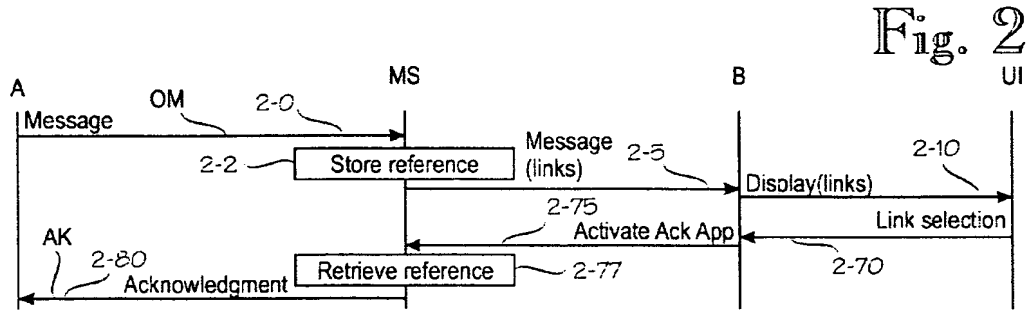 Fig. 2
A
MS
B
UI
Message
OM
2-0
2-2
Store reference
Message
(links)
2-5
Display(links)
2-10
2-75
Activate Ack App
Link selection
2-70
AK
2-80
Acknowledgment
Retrieve reference
2-77